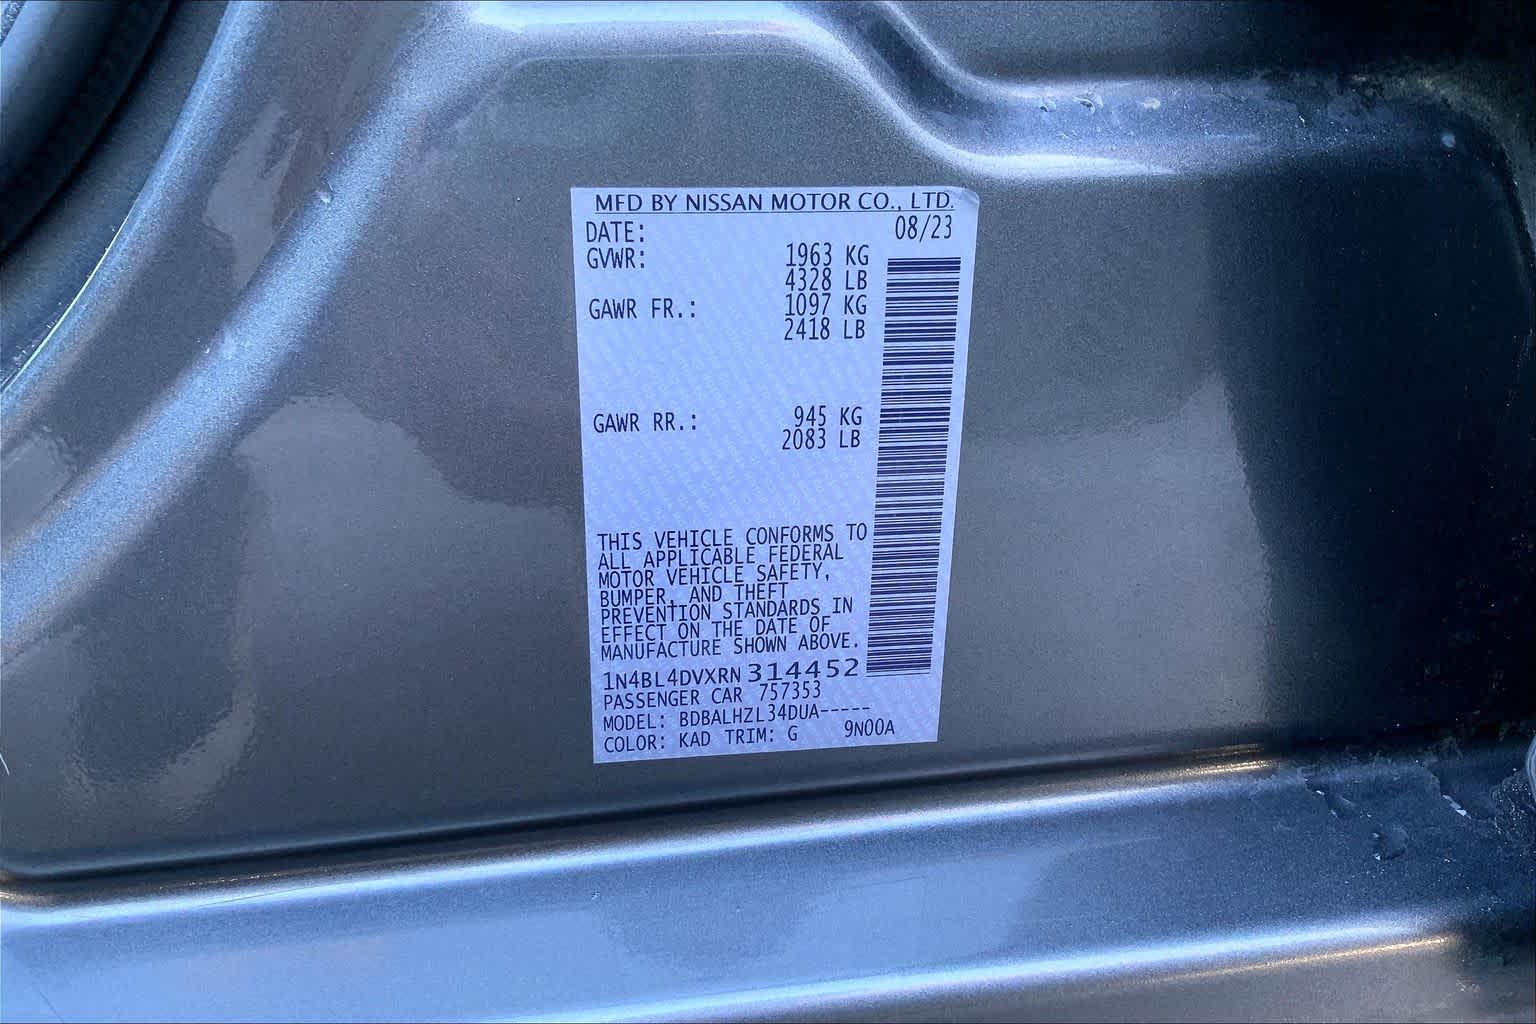 MFD BY NISSAN MOTOR CO., LTD.
DATE: 08/23
GVWR: 1963 KG
4328 LB
GAWR FR.: 1097 KG
2418 LB
GAWR RR.: 945 KG
2083 LB
THIS VEHICLE CONFORMS TO
ALL APPLICABLE FEDERAL
MOTOR VEHICLE SAFETY,
BUMPER, AND THEFT
PREVENTION STANDARDS IN
EFFECT ON THE DATE OF
MANUFACTURE SHOWN ABOVE.
1N4BL4DVXRN314452
PASSENGER CAR 757353
MODEL: BDBALHZL34DUA-----
COLOR: KAD TRIM: G 9N00A